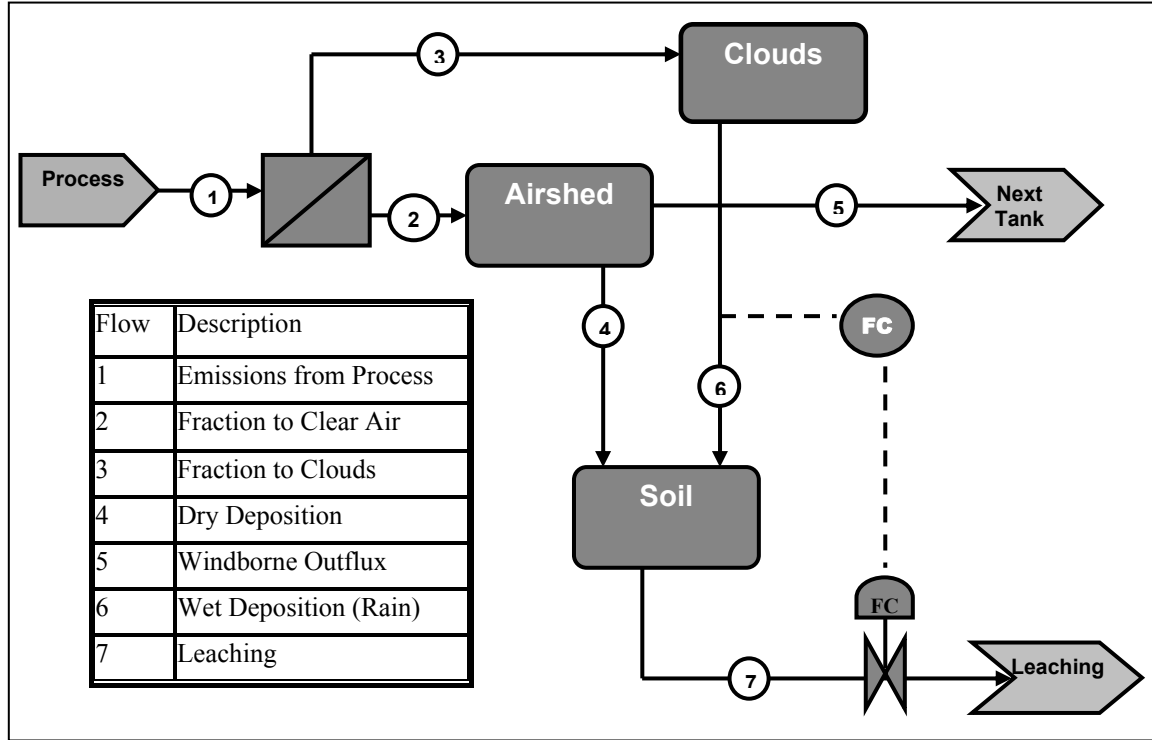 3
Clouds
Process
1
2
Airshed
5
Next
Tank
Flow Description
1 Emissions from Process
2 Fraction to Clear Air
3 Fraction to Clouds
4 Dry Deposition
5 Windborne Outflux
6 Wet Deposition (Rain)
7 Leaching
4
FC
6
Soil
FC
7
Leaching